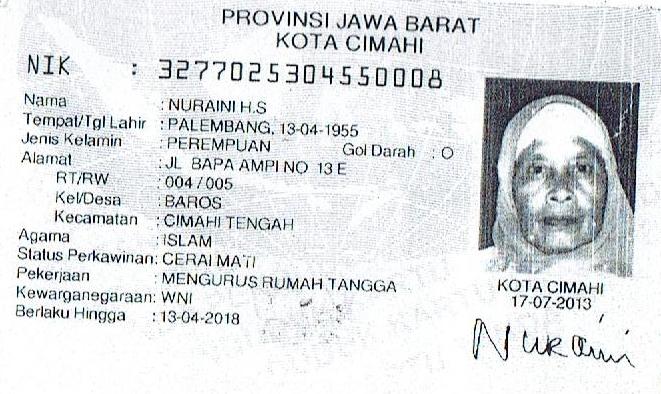 PROVINSI JAWA BARAT
KOTA CIMAHI
NIK : 3277025304550008
Nama : NURAINI H.S
Tempat/Tgl Lahir : PALEMBANG, 13-04-1955
Jenis Kelamin : PEREMPUAN Gol Darah : O
Alamat : JL BAPA AMPI NO 13 E
RT/RW : 004/005
Kel/Desa : BAROS
Kecamatan : CIMAHI TENGAH
Agama : ISLAM
Status Perkawinan: CERAI MATI
Pekerjaan : MENGURUS RUMAH TANGGA
Kewarganegaraan: WNI
Berlaku Hingga : 13-04-2018
KOTA CIMAHI
17-07-2013
Nuraini